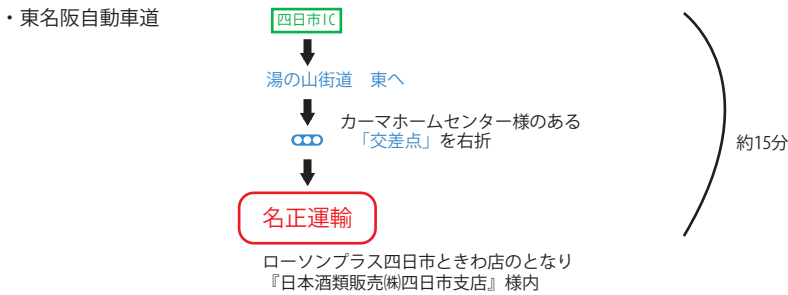 ・東名阪自動車道
四日市IC
湯の山街道　東へ
カーマホームセンター様のある
「交差点」を右折
約15分
名正運輸
ローソンプラス四日市ときわ店のとなり
『日本酒類販売㈱四日市支店』様内